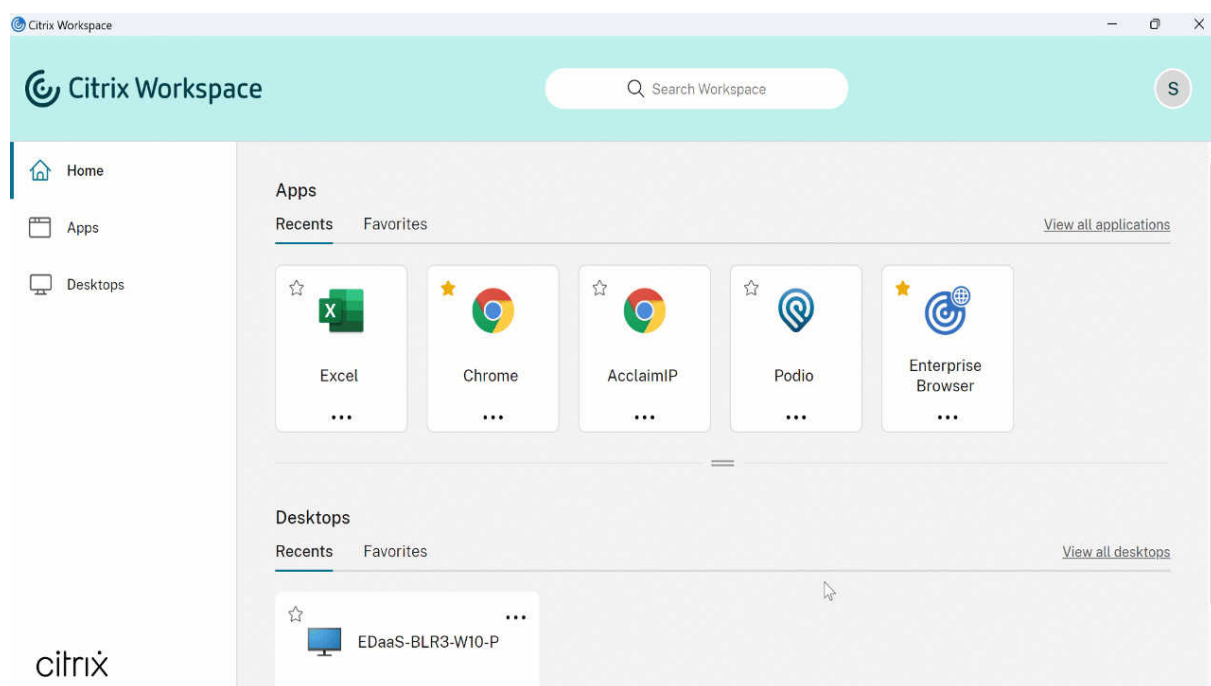 Citrix Workspace
Citrix Workspace
Search Workspace
S
Home
Apps
Desktops
Apps
Recents Favorites
View all applications
Excel
Chrome
AcclaimIP
Podio
Enterprise
Browser
Desktops
Recents Favorites
View all desktops
EDaaS-BLR3-W10-P
citrix